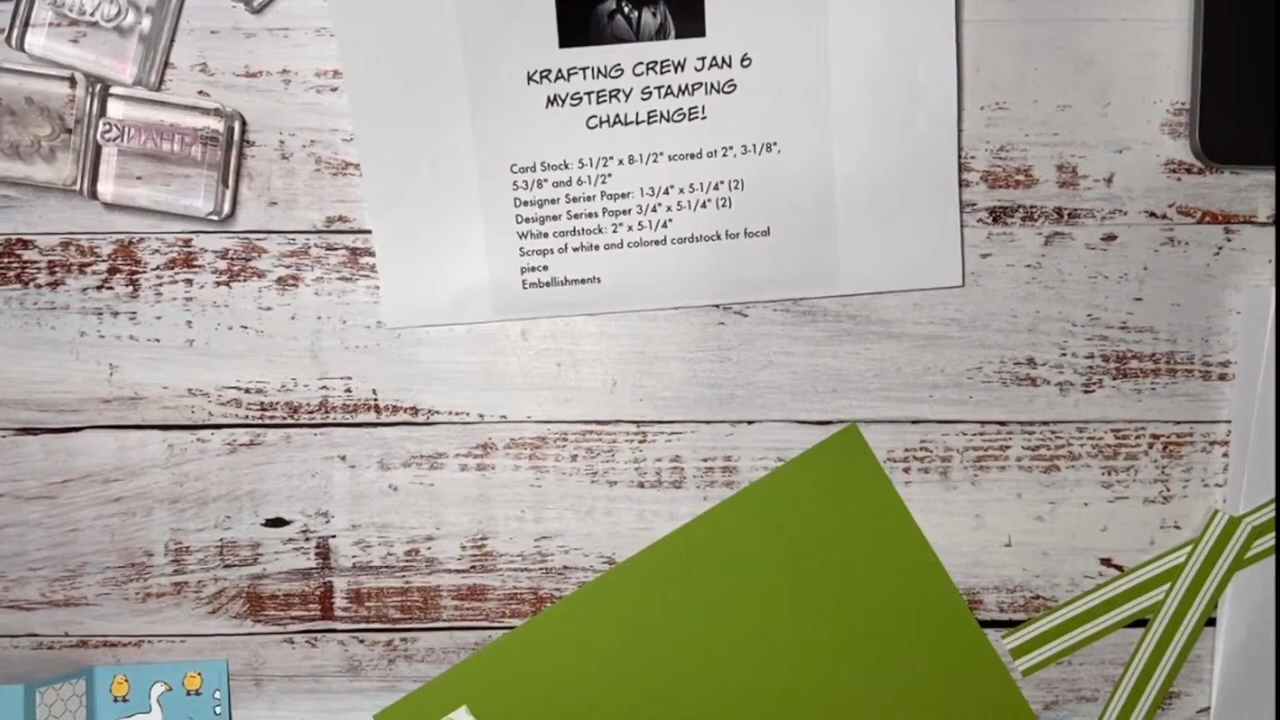 KRAFTING CREW JAN 6
MYSTERY STAMPING
CHALLENGE!
Card Stock: 5-1/2" x 8-1/2" scored at 2", 3-1/8",
5-3/8" and 6-1/2"
Designer Serier Paper: 1-3/4" x 5-1/4" (2)
Designer Series Paper 3/4" x 5-1/4" (2)
White cardstock: 2" x 5-1/4"
Scraps of white and colored cardstock for focal
piece
Embellishments
THANKS